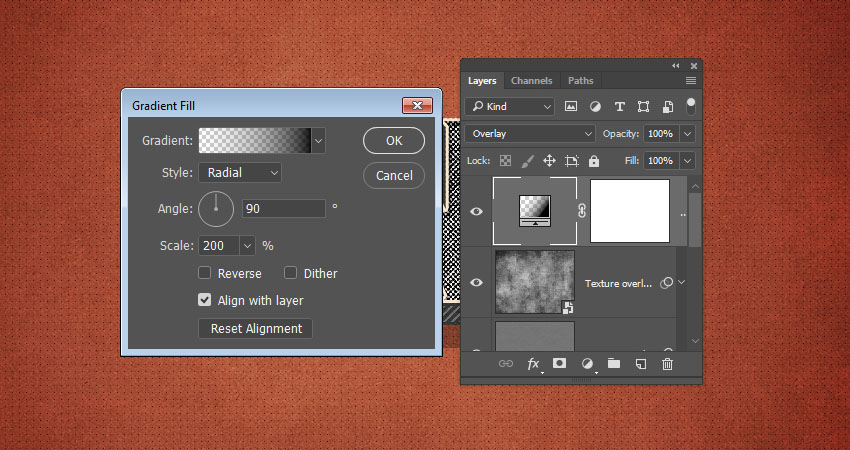 Gradient Fill
Gradient:
OK
Style: Radial
Cancel
Angle: 90 °
Scale: 200 %
Reverse Dither
Align with layer
Reset Alignment
Layers Channels Paths
Kind
Overlay Opacity: 100%
Lock: Fill: 100%
..
Texture overl...
fx